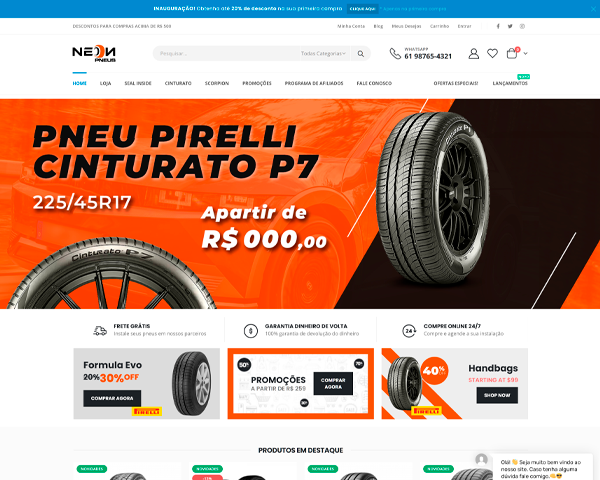 INAUGURAÇÃO! Obtenha até 20% de desconto na sua primeira compra CLIQUE AQUI
DESCONTOS PARA COMPRAS ACIMA DE R$ 500
Minha Conta Blog Meus Desejos Carrinho Entrar
NEON
PNEUS
Pesquisar...
Todas Categorias
WHATSAPP
61 98765-4321
0
HOME LOJA SEAL INSIDE CINTURATO SCORPION PROMOÇÕES PROGRAMA DE AFILIADOS FALE CONOSCO OFERTAS ESPECIAIS! LANÇAMENTOS
PNEU PIRELLI
CINTURATO P7
225/45R17
Apartir de
R$ 000,00
Cinturato P7
FRETE GRÁTIS
Instale seus pneus em nossos parceiros
GARANTIA DINHEIRO DE VOLTA
100% garantia de devolução do dinheiro
24
COMPRE ONLINE 24/7
Compre e agende a sua instalação
Formula Evo
20% 30% OFF
COMPRAR AGORA
PIRELLI
50%
PROMOÇÕES
A PARTIR DE R$ 259
COMPRAR
AGORA
40%
Handbags
STARTING AT $99
SHOP NOW
PIRELLI
PRODUTOS EM DESTAQUE
NOVIDADES
NOVIDADES
NOVIDADES
NOVIDADES
Olá! 👋 Seja muito bem vindo ao
nosso site. Caso tenha alguma
dúvida fale comigo.👏😎